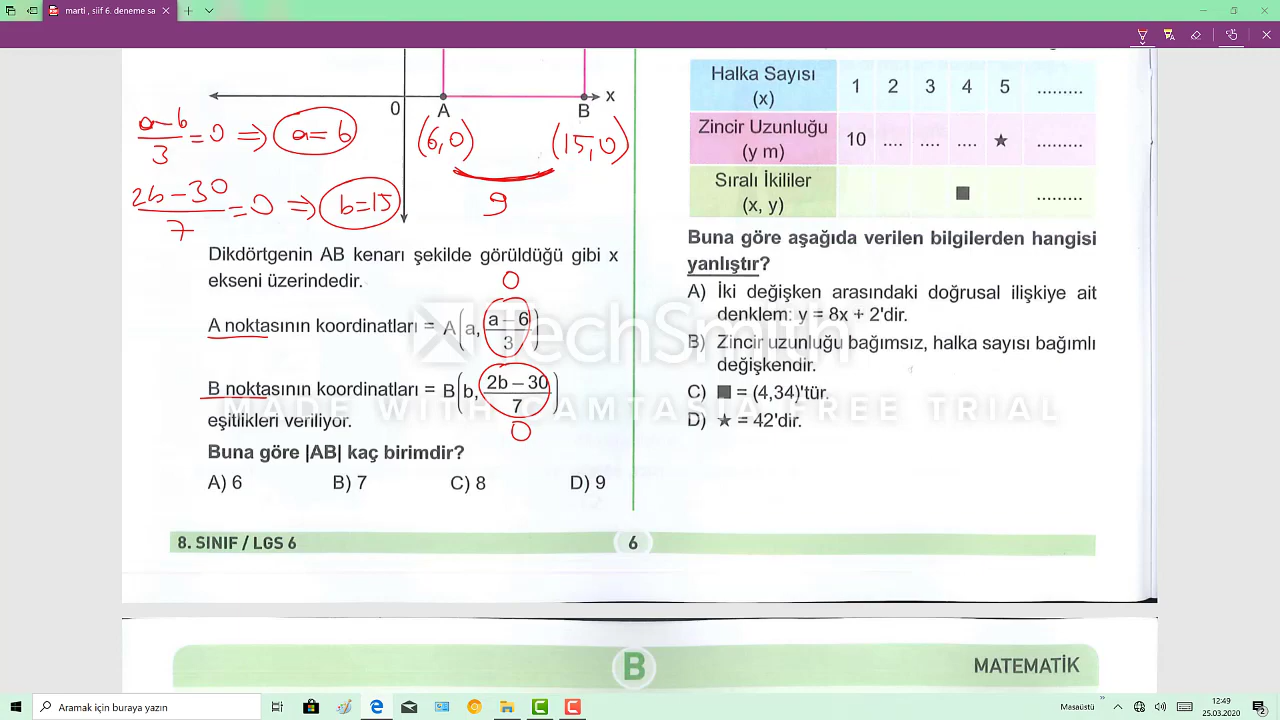 marti , siif 6. deneme sa
x
0
A
B
a-6
3
=0 ⇒ a=6
(6,0)
(15,0)
9
2b-30
7
=0 ⇒ b=15
Dikdörtgenin AB kenarı şekilde görüldüğü gibi x
ekseni üzerindedir.
0
A noktasının koordinatları = A(a, a – 6 / 3)
B noktasının koordinatları = B(b, 2b – 30 / 7)
0
eşitlikleri veriliyor.
Buna göre |AB| kaç birimdir?
A) 6 B) 7 C) 8 D) 9
Halka Sayısı (x) 1 2 3 4 5 .........
Zincir Uzunluğu (y m) 10 .... .... .... ★ .........
Sıralı İkililer (x, y) ■ .........
Buna göre aşağıda verilen bilgilerden hangisi
yanlıştır?
A) İki değişken arasındaki doğrusal ilişkiye ait
denklem: y = 8x + 2'dir.
B) Zincir uzunluğu bağımsız, halka sayısı bağımlı
değişkendir.
C) ■ = (4,34)'tür.
D) ★ = 42'dir.
TechSmith
MADE WITH CAMTASIA FREE TRIAL
8. SINIF / LGS 6
6
B
MATEMATİK
Aramak için buraya yazın
Masaüstü
12:49
25.03.2020
2